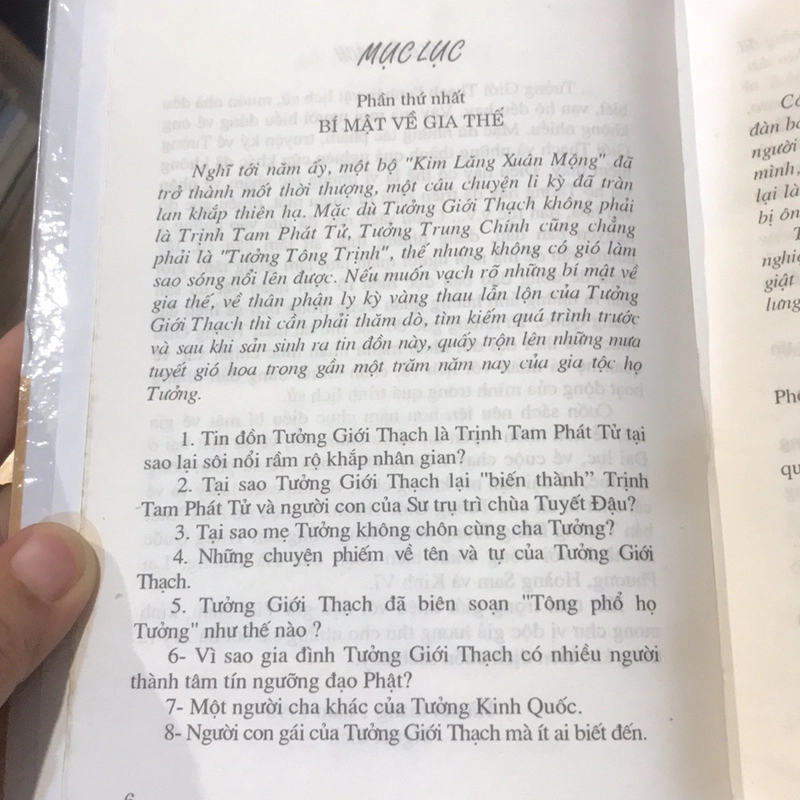 MỤC LỤC
Phần thứ nhất
BÍ MẬT VỀ GIA THẾ
Nghĩ tới năm ấy, một bộ "Kim Lăng Xuân Mộng" đã
trở thành mốt thời thượng, một câu chuyện li kỳ đã tràn
lan khắp thiên hạ. Mặc dù Tưởng Giới Thạch không phải
là Trịnh Tam Phát Tử, Tưởng Trung Chính cũng chẳng
phải là "Tưởng Tông Trịnh", thế nhưng không có gió làm
sao sóng nổi lên được. Nếu muốn vạch rõ những bí mật về
gia thế, về thân phận ly kỳ vàng thau lẫn lộn của Tưởng
Giới Thạch thì cần phải thăm dò, tìm kiếm quá trình trước
và sau khi sản sinh ra tin đồn này, quấy trộn lên những mưa
tuyết gió hoa trong gần một trăm năm nay của gia tộc họ
Tưởng.
1. Tin đồn Tưởng Giới Thạch là Trịnh Tam Phát Tử tại
sao lại sôi nổi rầm rộ khắp nhân gian?
2. Tại sao Tưởng Giới Thạch lại "biến thành” Trịnh
Tam Phát Tử và người con của Sư trụ trì chùa Tuyết Đậu?
3. Tại sao mẹ Tưởng không chôn cùng cha Tưởng?
4. Những chuyện phiếm về tên và tự của Tưởng Giới
Thạch.
5. Tưởng Giới Thạch đã biên soạn "Tông phổ họ
Tưởng" như thế nào ?
6- Vì sao gia đình Tưởng Giới Thạch có nhiều người
thành tâm tín ngưỡng đạo Phật?
7- Một người cha khác của Tưởng Kinh Quốc.
8- Người con gái của Tưởng Giới Thạch mà ít ai biết đến.
đàn
người
mình,
lại là
bị ôn
giật
lưng